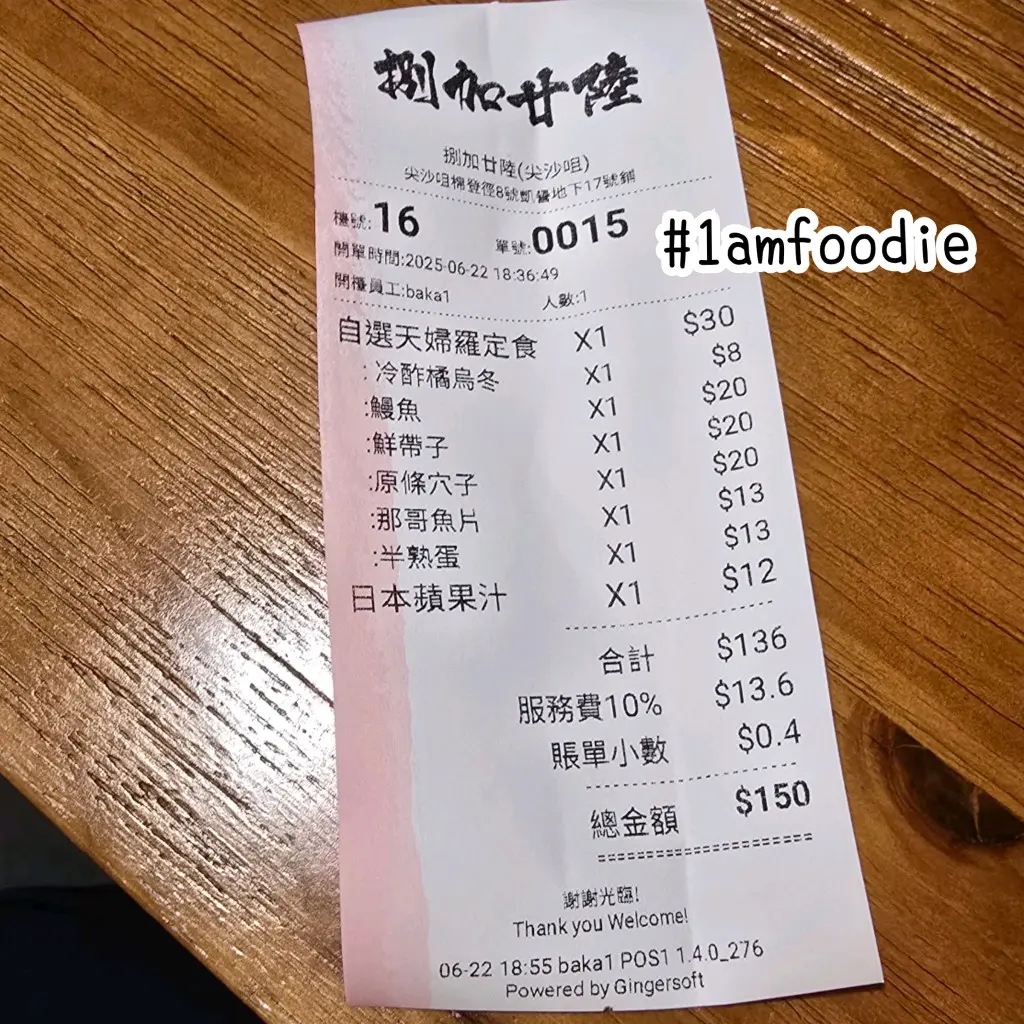 捌加廿陸
捌加廿陸(尖沙咀)
尖沙咀棉登徑8號凱譽地下17號鋪
檯號:16 單號:0015
#1amfoodie
開單時間:2025-06-22 18:36:49
開檯員工:baka1 人數:1
自選天婦羅定食 X1 $30
:冷酢橘烏冬 X1 $8
:鰻魚 X1 $20
:鮮帶子 X1 $20
:原條穴子 X1 $20
:那哥魚片 X1 $13
:半熟蛋 X1 $13
日本蘋果汁 X1 $12
合計 $136
服務費10% $13.6
賬單小數 $0.4
總金額 $150
謝謝光臨!
Thank you Welcome!
06-22 18:55 baka1 POS1 1.4.0_276
Powered by Gingersoft